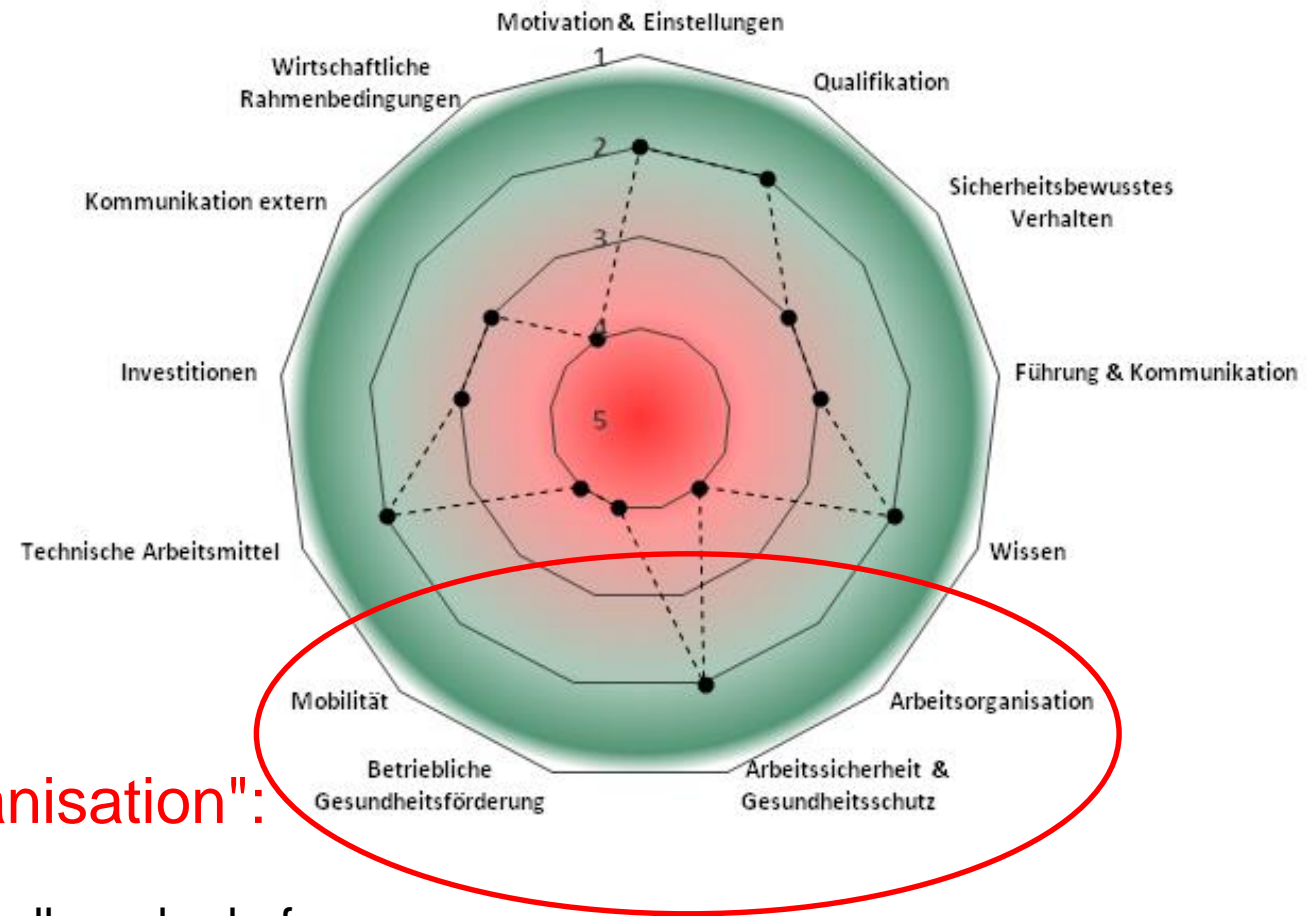 Motivation & Einstellungen
1
Wirtschaftliche
Rahmenbedingungen
Qualifikation
2
Kommunikation extern
Sicherheitsbewusstes
Verhalten
3
4
Investitionen
Führung & Kommunikation
5
Technische Arbeitsmittel
Wissen
Mobilität
Arbeitsorganisation
Betriebliche
Gesundheitsförderung
Arbeitssicherheit &
Gesundheitsschutz
anisation":